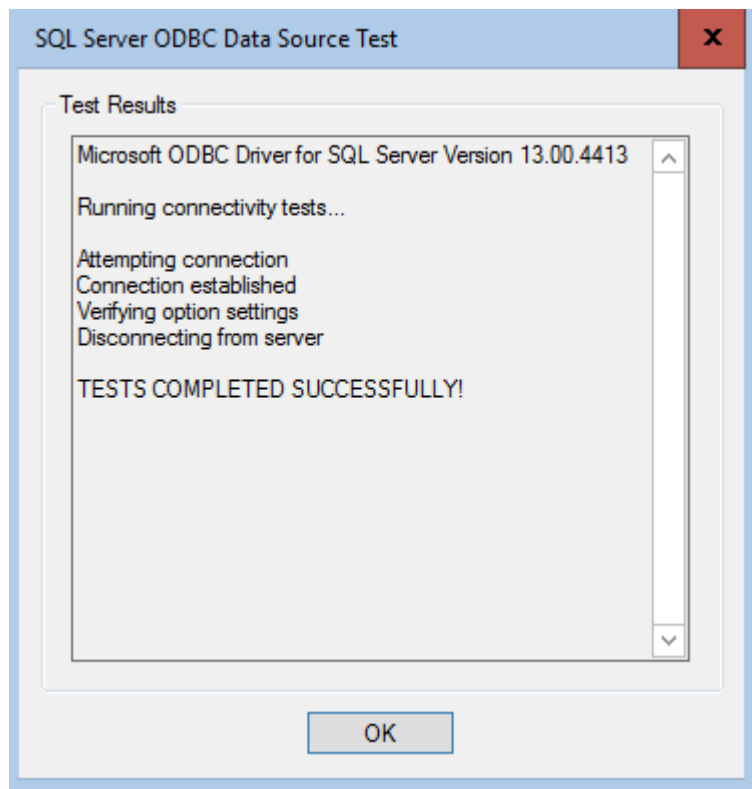 SQL Server ODBC Data Source Test
x
Test Results
Microsoft ODBC Driver for SQL Server Version 13.00.4413
Running connectivity tests...
Attempting connection
Connection established
Verifying option settings
Disconnecting from server
TESTS COMPLETED SUCCESSFULLY!
OK